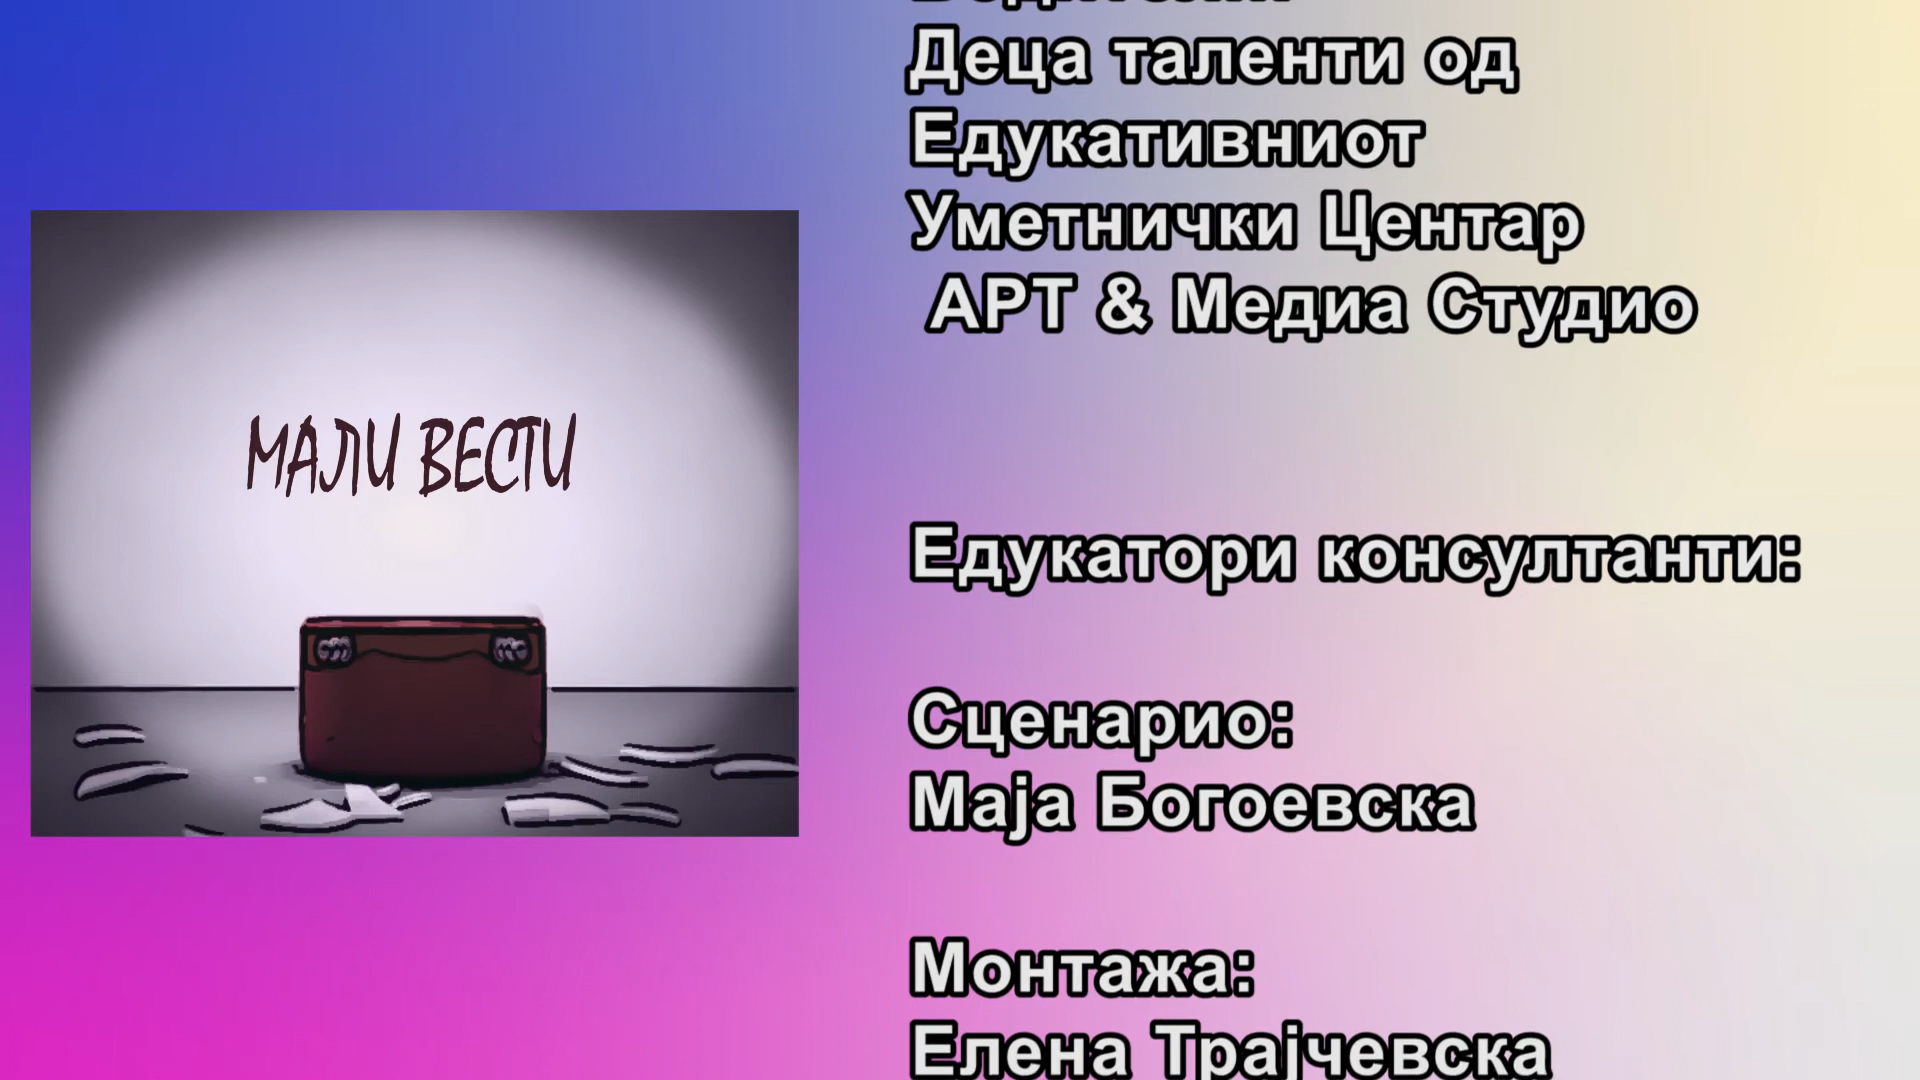 МАЛИ ВЕСТИ
Деца таленти од
Едукативниот
Уметнички Центар
АРТ & Медиа Студио
Едукатори консултанти:
Сценарио:
Маја Богоевска
Монтажа:
Елена Трајчевска